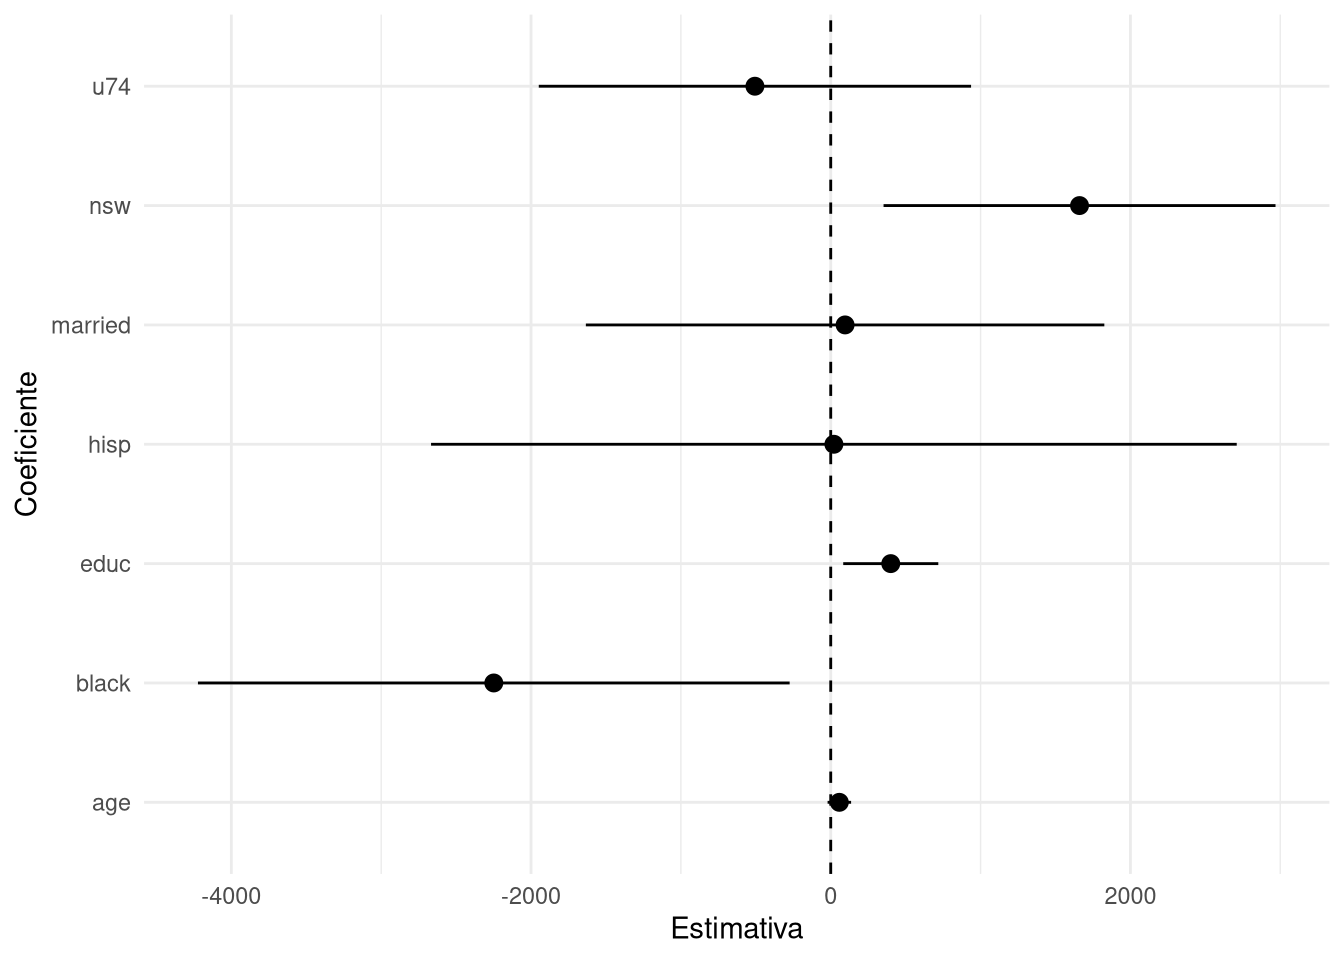 u74
nsw
married
hisp
educ
black
age
Coeficiente
-4000 -2000 0 2000
Estimativa